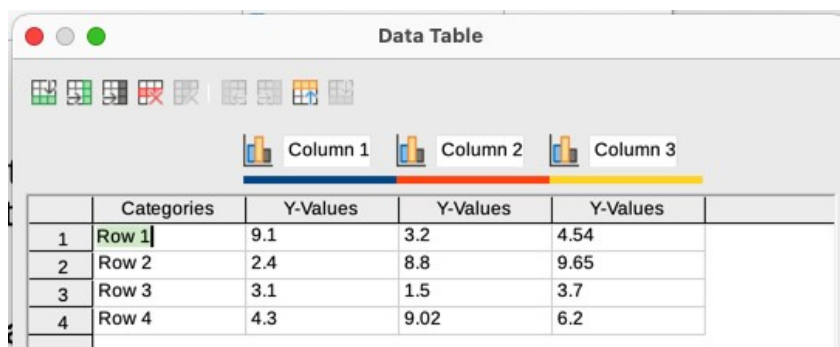 Data Table
Column 1 Column 2 Column 3
Categories Y-Values Y-Values Y-Values
1 Row 1 9.1 3.2 4.54
2 Row 2 2.4 8.8 9.65
3 Row 3 3.1 1.5 3.7
4 Row 4 4.3 9.02 6.2